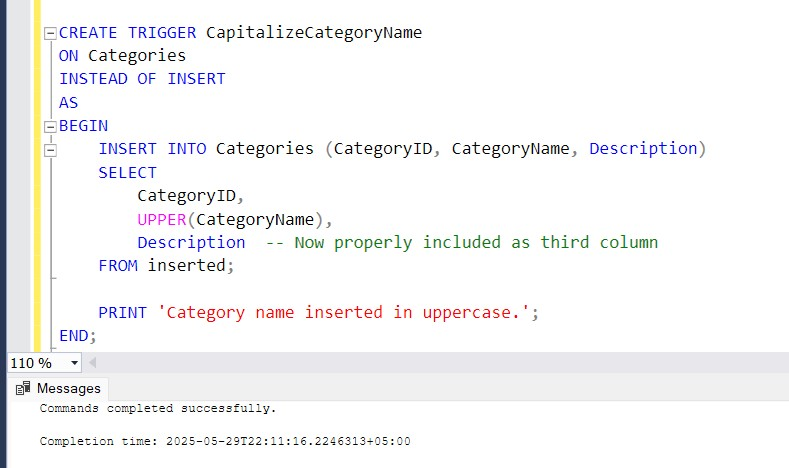 CREATE TRIGGER CapitalizeCategoryName
ON Categories
INSTEAD OF INSERT
AS
BEGIN
    INSERT INTO Categories (CategoryID, CategoryName, Description)
    SELECT
        CategoryID,
        UPPER(CategoryName),
        Description  -- Now properly included as third column
    FROM inserted;

    PRINT 'Category name inserted in uppercase.';
END;
110 %
Messages
Commands completed successfully.
Completion time: 2025-05-29T22:11:16.2246313+05:00